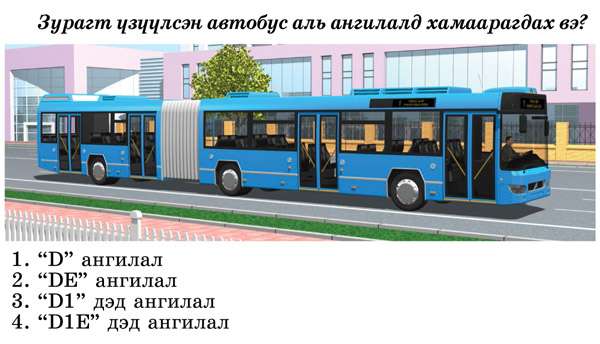 Зурагт үзүүлсэн автобус аль ангилалд хамаарагдах вэ?
1. “D” ангилал
2. “DE” ангилал
3. “D1” дэд ангилал
4. “D1E” дэд ангилал